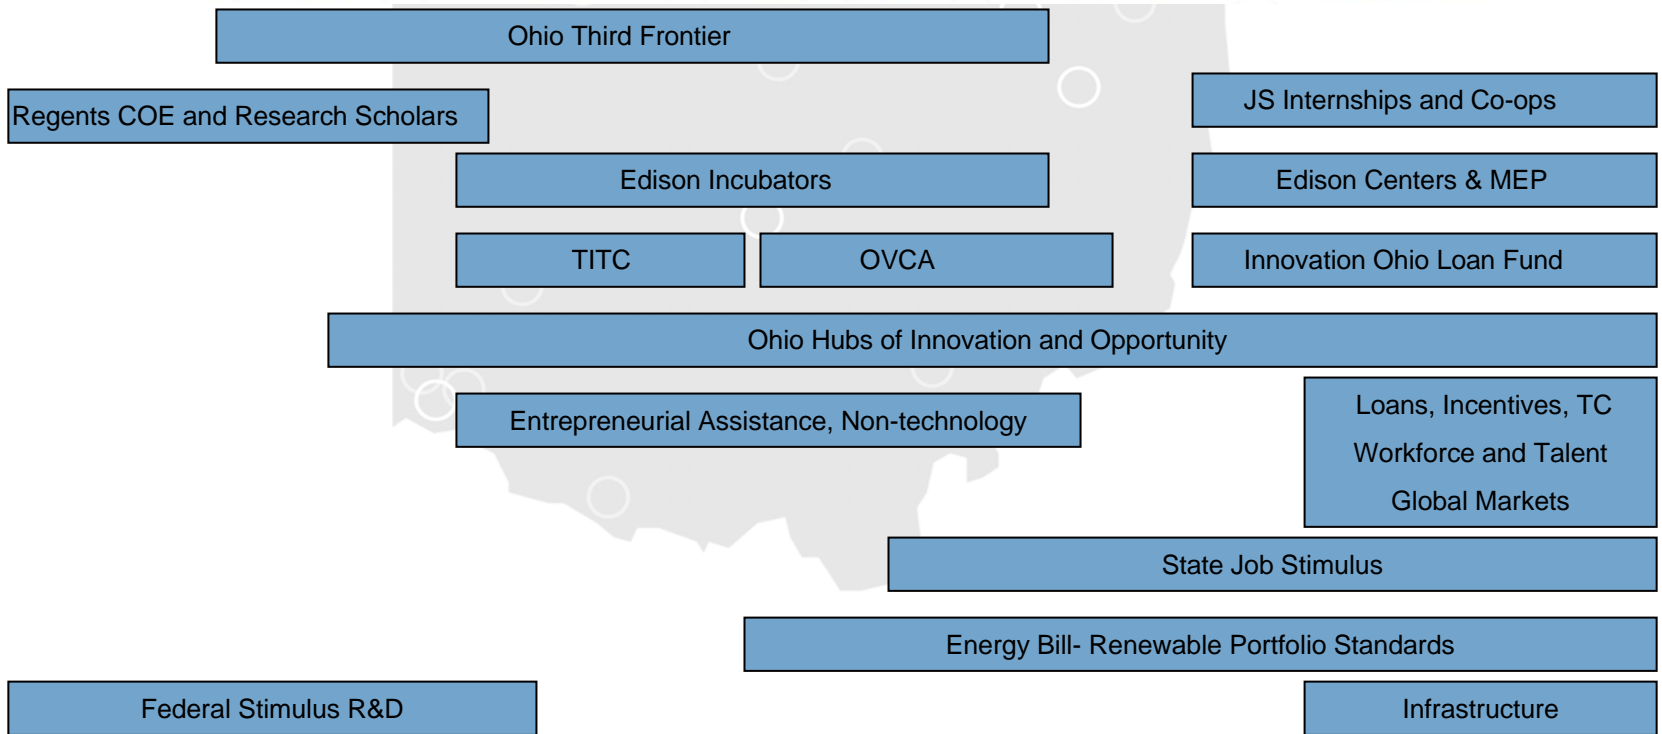 Ohio Third Frontier
JS Internships and Co-ops
Regents COE and Research Scholars
Edison Incubators
Edison Centers & MEP
TITC
OVCA
Innovation Ohio Loan Fund
Ohio Hubs of Innovation and Opportunity
Entrepreneurial Assistance, Non-technology
Loans, Incentives, TC
Workforce and Talent
Global Markets
State Job Stimulus
Energy Bill- Renewable Portfolio Standards
Federal Stimulus R&D
Infrastructure